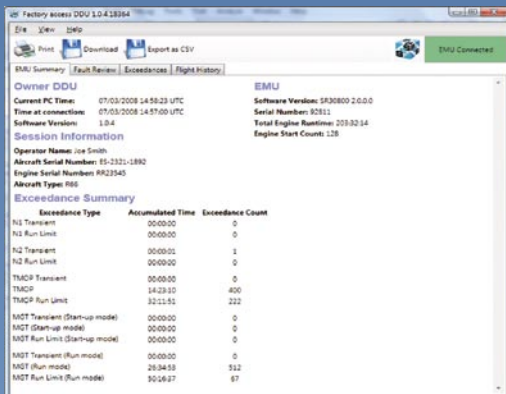 Factory access DDU 1.0.4.18364
File View Help
Print Download Export as CSV EMU Connected
EMU Summary Fault Review Exceedances Flight History
Owner DDU EMU
Current PC Time: 07/03/2008 14:58:23 UTC Software Version: SR30800 2.0.0.0
Time at connection: 07/03/2008 14:57:00 UTC Serial Number: 92811
Software Version: 1.0.4 Total Engine Runtime: 203:32:14
Session Information Engine Start Count: 128
Operator Name: Joe Smith
Aircraft Serial Number: ES-2321-1892
Engine Serial Number: RR23545
Aircraft Type: R66
Exceedance Summary
Exceedance Type Accumulated Time Exceedance Count
N1 Transient 00:00:00 0
N1 Run Limit 00:00:00 0
N2 Transient 00:00:01 1
N2 Run Limit 00:00:00 0
TMOP Transient 00:00:00 0
TMOP 14:23:10 400
TMOP Run Limit 32:11:51 222
MGT Transient (Start-up mode) 00:00:00 0
MGT (Start-up mode) 00:00:00 0
MGT Run Limit (Start-up mode) 00:00:00 0
MGT Transient (Run mode) 00:00:00 0
MGT (Run mode) 26:34:53 512
MGT Run Limit (Run mode) 50:16:37 67